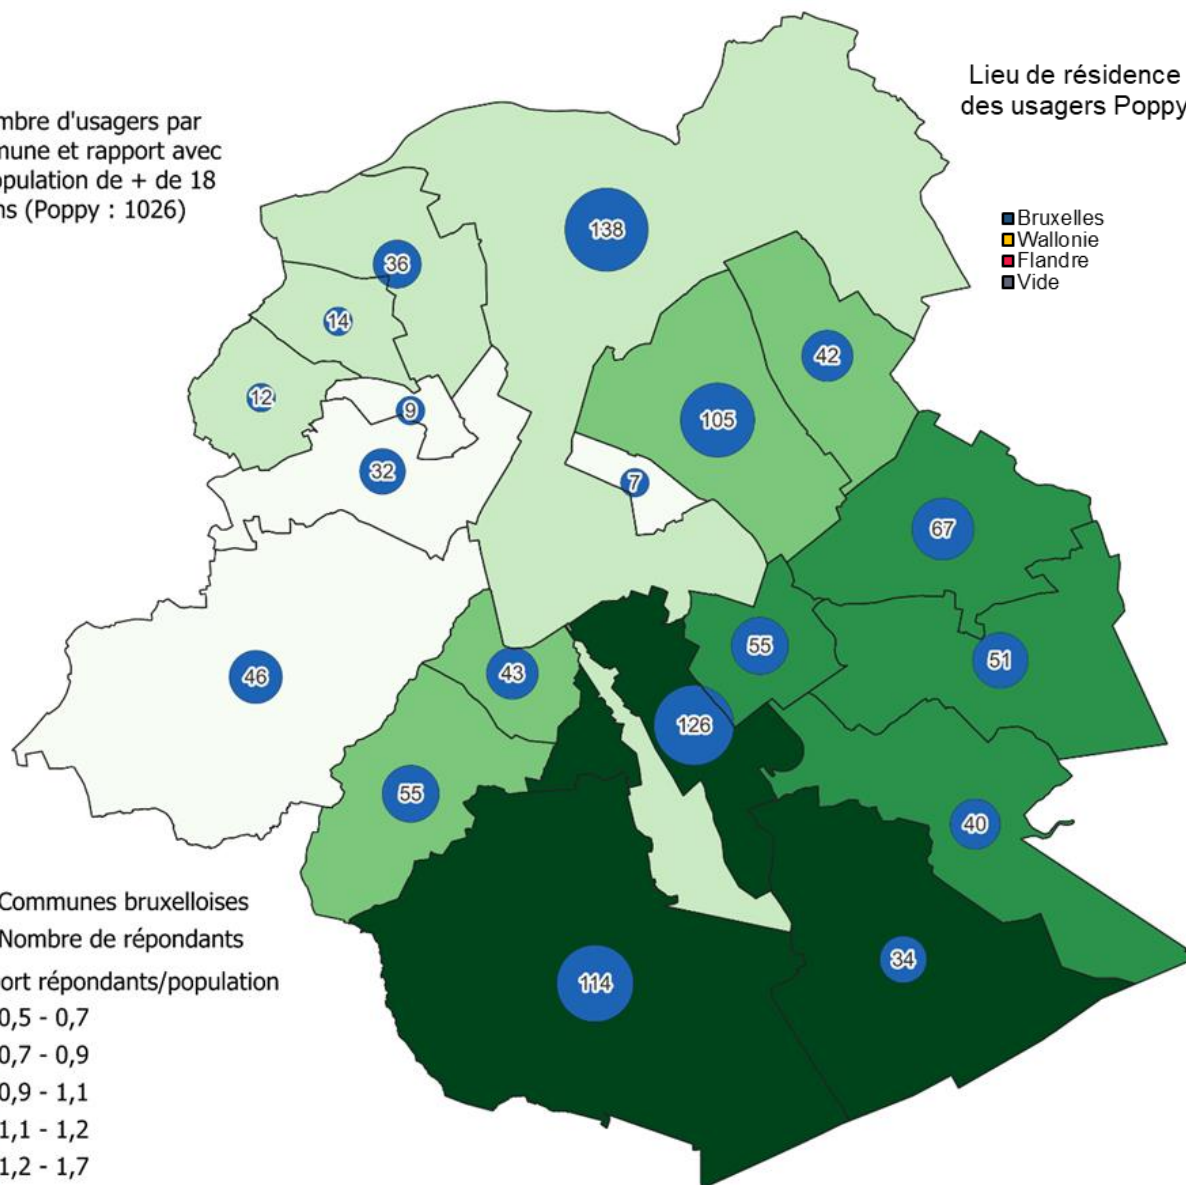 Lieu de résidence
des usagers Poppy
mbre d'usagers par
mune et rapport avec
opulation de + de 18
ns (Poppy : 1026)
Bruxelles
Wallonie
Flandre
Vide
138
36
14
42
12
9
105
32
7
67
55
51
43
46
126
55
40
34
114
Communes bruxelloises
Nombre de répondants
ort répondants/population
0,5 - 0,7
0,7 - 0,9
0,9 - 1,1
1,1 - 1,2
1,2 - 1,7